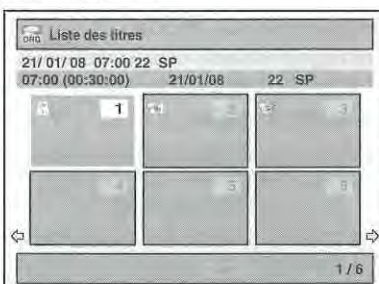 ORG Liste des titres
21/ 01/ 08 07:00 22 SP
07:00 (00:30:00) 21/01/08 22 SP
1 2 3
4 5 6
1 / 6